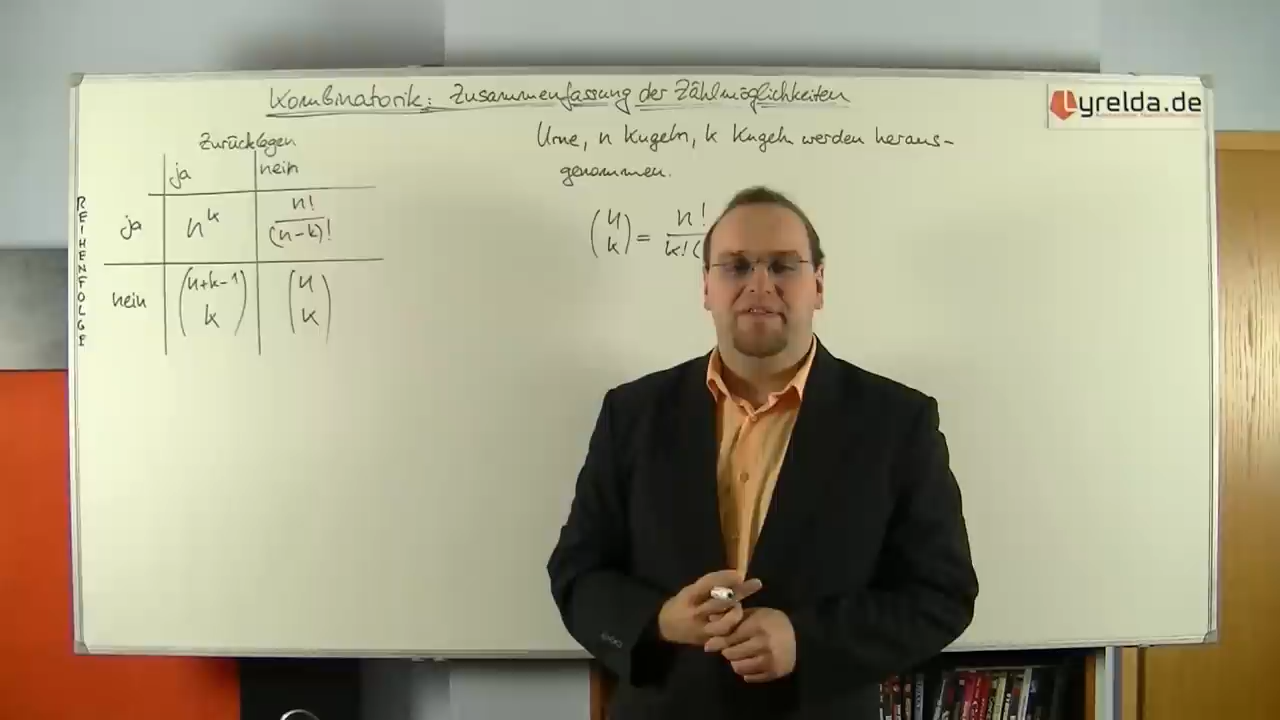 Kombinatorik: Zusammenfassung der Zählmöglichkeiten
Lyrelda.de
Zurücklegen
ja nein
REIHENFOLGE
ja n^k n!/(n-k)!
nein (n+k-1 k) (n k)
Urne, n Kugeln, k Kugeln werden heraus-
genommen.
(n k) = n!/k!(